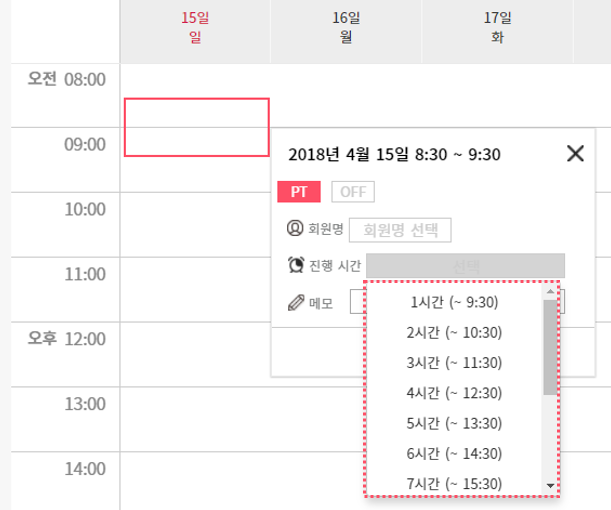 15일
일
16일
월
17일
화
오전 08:00
09:00
10:00
11:00
오후 12:00
13:00
14:00
2018년 4월 15일 8:30 ~ 9:30
PT OFF
회원명 회원명 선택
진행 시간 선택
메모
1시간 (~ 9:30)
2시간 (~ 10:30)
3시간 (~ 11:30)
4시간 (~ 12:30)
5시간 (~ 13:30)
6시간 (~ 14:30)
7시간 (~ 15:30)